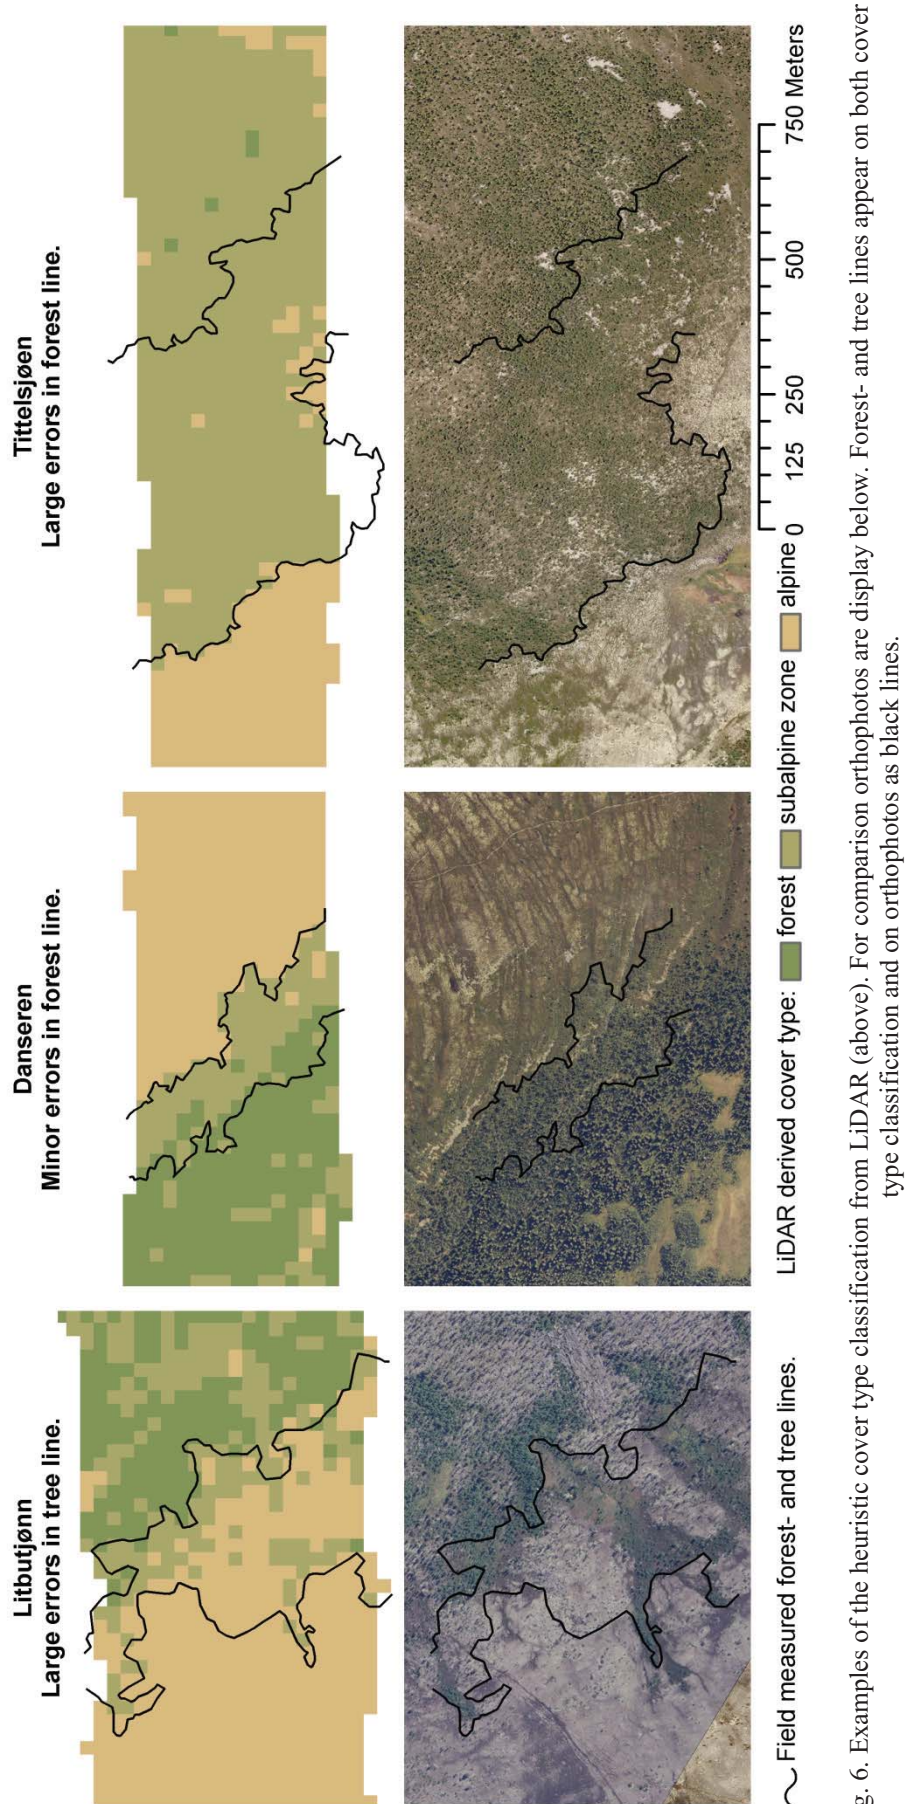 Litbutjønn
Large errors in tree line.
Danseren
Minor errors in forest line.
Tittelsjøen
Large errors in forest line.
Field measured forest- and tree lines.
LiDAR derived cover type: forest subalpine zone alpine
0 125 250 500 750 Meters
g. 6. Examples of the heuristic cover type classification from LiDAR (above). For comparison orthophotos are display below. Forest- and tree lines appear on both cover
type classification and on orthophotos as black lines.